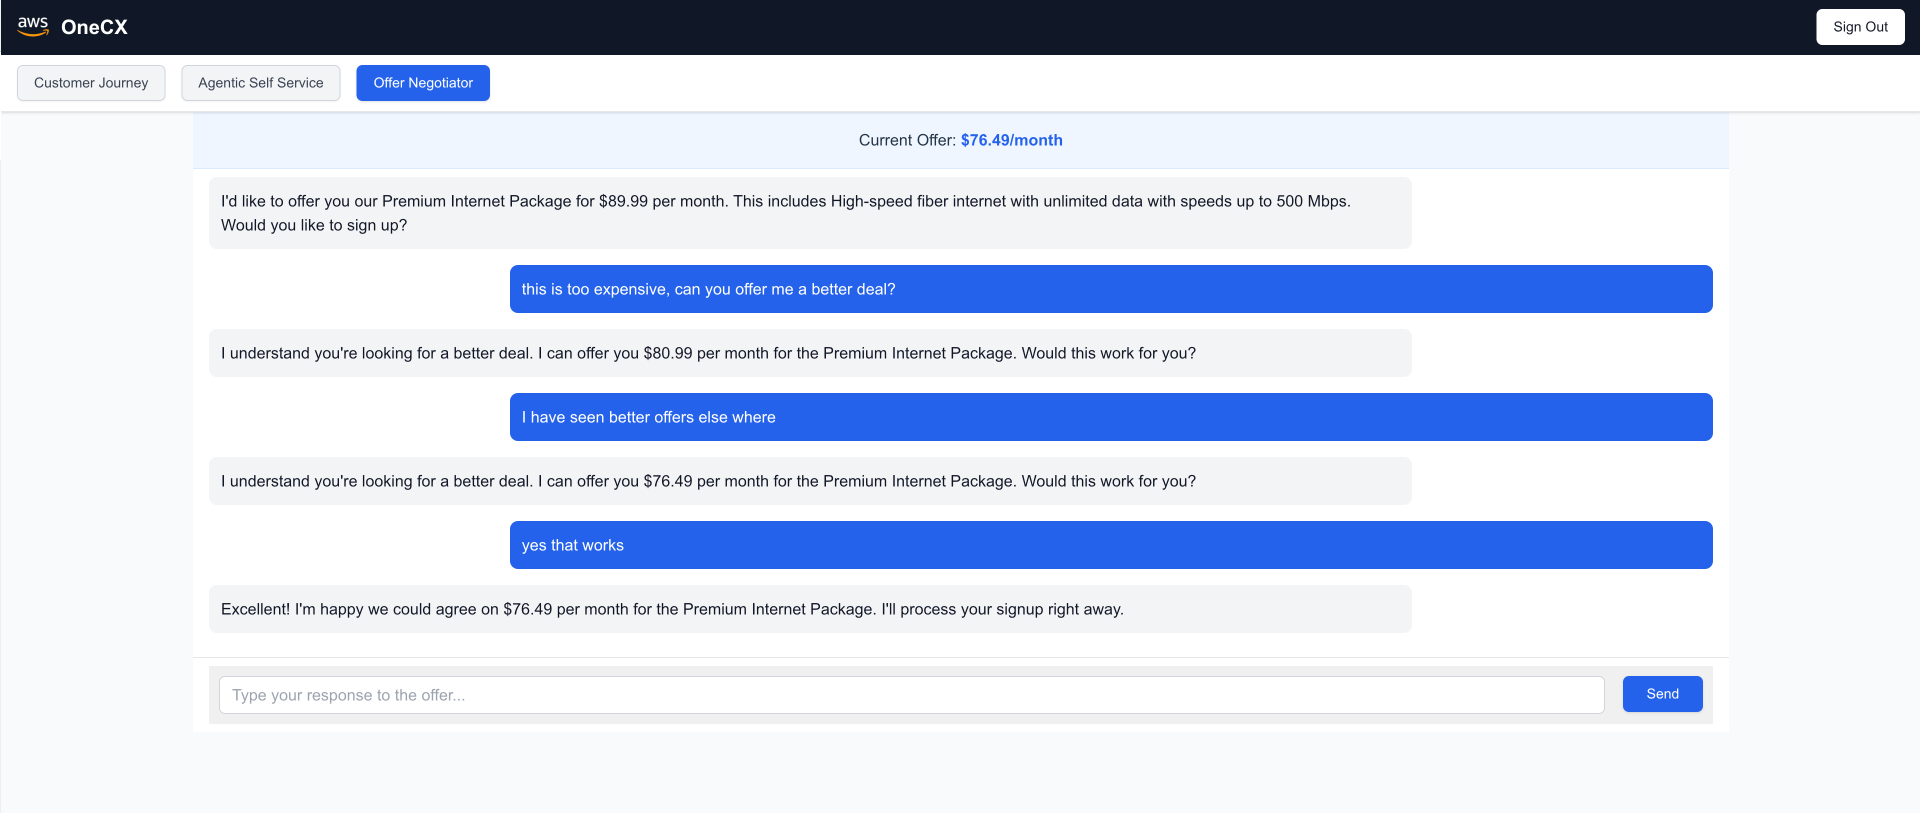 aws OneCX
Sign Out
Customer Journey
Agentic Self Service
Offer Negotiator
Current Offer: $76.49/month
I'd like to offer you our Premium Internet Package for $89.99 per month. This includes High-speed fiber internet with unlimited data with speeds up to 500 Mbps.
Would you like to sign up?
this is too expensive, can you offer me a better deal?
I understand you're looking for a better deal. I can offer you $80.99 per month for the Premium Internet Package. Would this work for you?
I have seen better offers else where
I understand you're looking for a better deal. I can offer you $76.49 per month for the Premium Internet Package. Would this work for you?
yes that works
Excellent! I'm happy we could agree on $76.49 per month for the Premium Internet Package. I'll process your signup right away.
Type your response to the offer...
Send